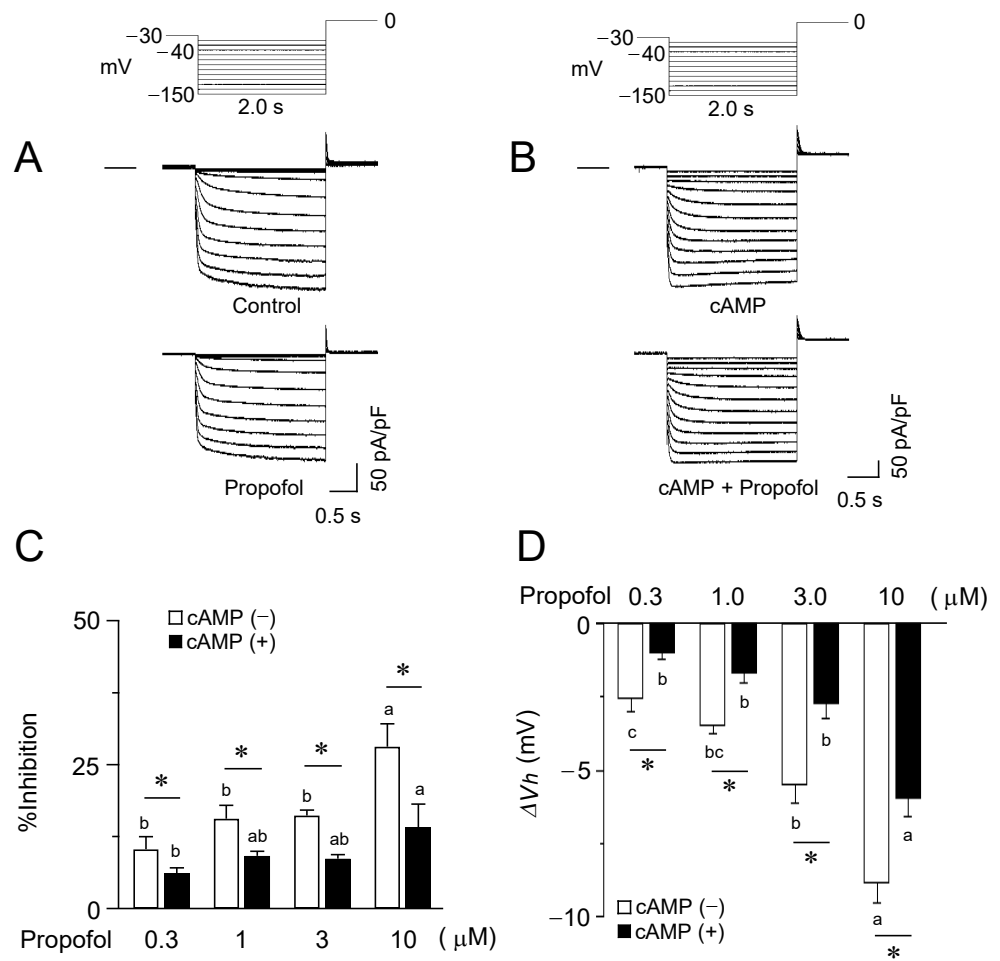 −30
−40
mV
−150
2.0 s
0
−30
−40
mV
−150
2.0 s
0
A
Control
Propofol
50 pA/pF
0.5 s
B
cAMP
cAMP + Propofol
50 pA/pF
0.5 s
C
cAMP (−)
cAMP (+)
50
25
0
%Inhibition
b
b
*
b
ab
*
b
ab
*
a
a
*
Propofol 0.3 1 3 10 ( μM)
D
Propofol 0.3 1.0 3.0 10 ( μM)
0
−5
−10
ΔVh (mV)
c
b
*
bc
b
*
b
b
*
a
a
*
cAMP (−)
cAMP (+)